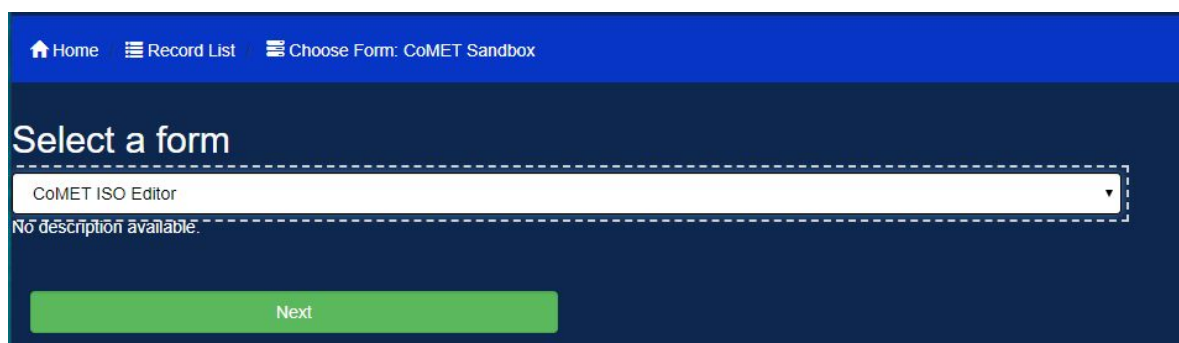 Home Record List Choose Form: CoMET Sandbox
Select a form
CoMET ISO Editor
No description available.
Next